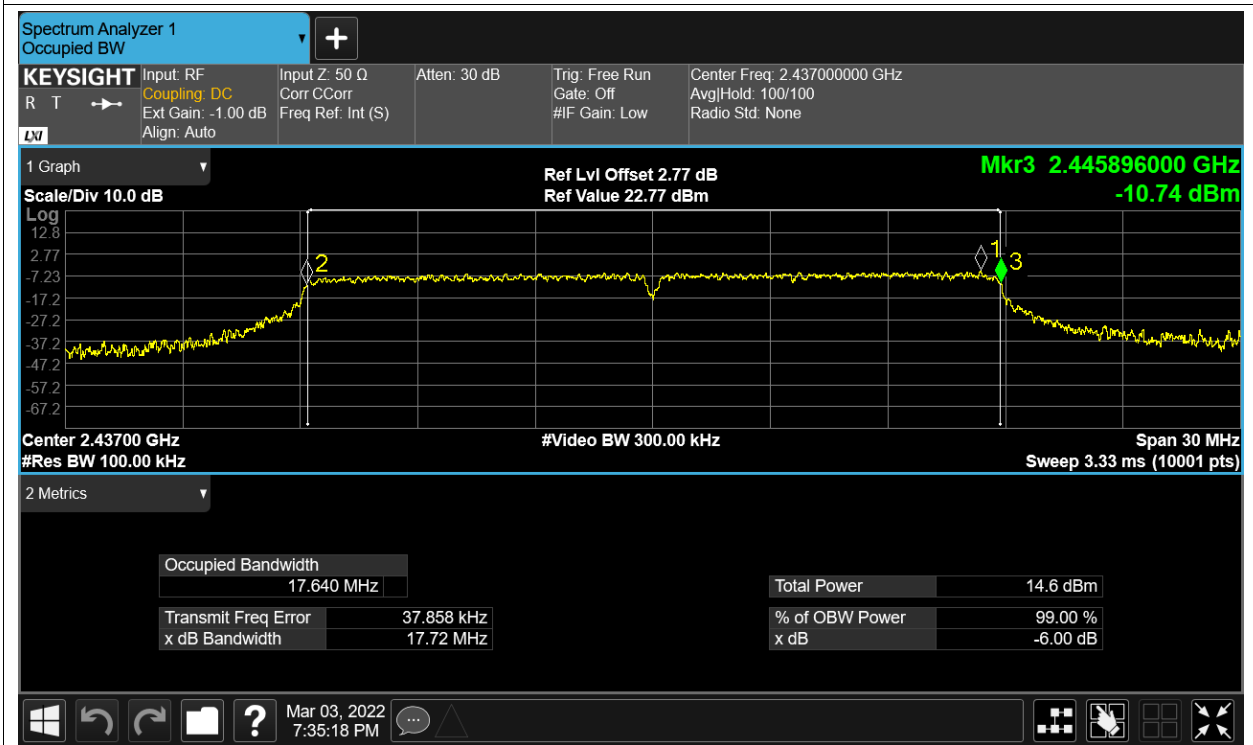 Spectrum Analyzer 1
Occupied BW
KEYSIGHT
R T
LXI
Input: RF
Coupling: DC
Ext Gain: -1.00 dB
Align: Auto
Input Z: 50 Ω
Corr CCorr
Freq Ref: Int (S)
Atten: 30 dB
Trig: Free Run
Gate: Off
#IF Gain: Low
Center Freq: 2.437000000 GHz
Avg|Hold: 100/100
Radio Std: None
1 Graph
Scale/Div 10.0 dB
Ref Lvl Offset 2.77 dB
Ref Value 22.77 dBm
Mkr3 2.445896000 GHz
-10.74 dBm
Log
12.8
2.77
-7.23
-17.2
-27.2
-37.2
-47.2
-57.2
-67.2
2
1
3
Center 2.43700 GHz
#Res BW 100.00 kHz
#Video BW 300.00 kHz
Span 30 MHz
Sweep 3.33 ms (10001 pts)
2 Metrics
Occupied Bandwidth
17.640 MHz
Transmit Freq Error 37.858 kHz
x dB Bandwidth 17.72 MHz
Total Power 14.6 dBm
% of OBW Power 99.00 %
x dB -6.00 dB
?
Mar 03, 2022
7:35:18 PM